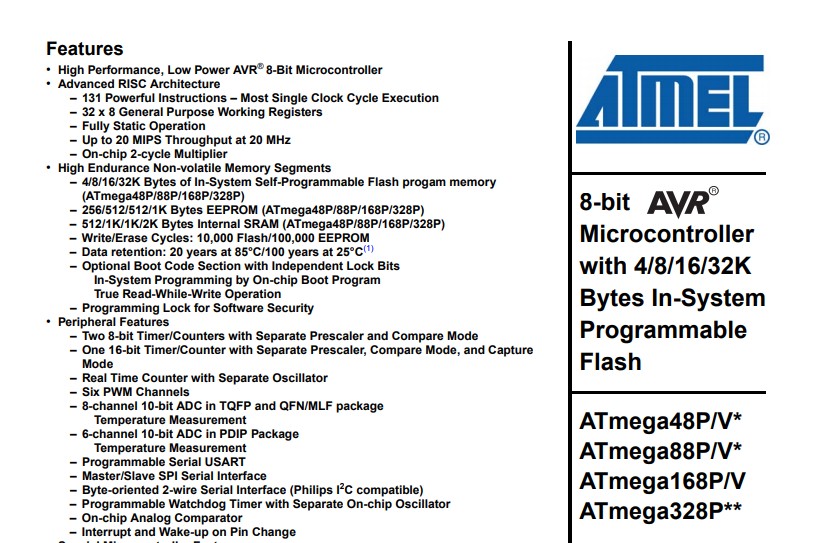 Features
• High Performance, Low Power AVR® 8-Bit Microcontroller
• Advanced RISC Architecture
– 131 Powerful Instructions – Most Single Clock Cycle Execution
– 32 x 8 General Purpose Working Registers
– Fully Static Operation
– Up to 20 MIPS Throughput at 20 MHz
– On-chip 2-cycle Multiplier
• High Endurance Non-volatile Memory Segments
– 4/8/16/32K Bytes of In-System Self-Programmable Flash progam memory
(ATmega48P/88P/168P/328P)
– 256/512/512/1K Bytes EEPROM (ATmega48P/88P/168P/328P)
– 512/1K/1K/2K Bytes Internal SRAM (ATmega48P/88P/168P/328P)
– Write/Erase Cycles: 10,000 Flash/100,000 EEPROM
– Data retention: 20 years at 85°C/100 years at 25°C(1)
– Optional Boot Code Section with Independent Lock Bits
In-System Programming by On-chip Boot Program
True Read-While-Write Operation
– Programming Lock for Software Security
• Peripheral Features
– Two 8-bit Timer/Counters with Separate Prescaler and Compare Mode
– One 16-bit Timer/Counter with Separate Prescaler, Compare Mode, and Capture
Mode
– Real Time Counter with Separate Oscillator
– Six PWM Channels
– 8-channel 10-bit ADC in TQFP and QFN/MLF package
Temperature Measurement
– 6-channel 10-bit ADC in PDIP Package
Temperature Measurement
– Programmable Serial USART
– Master/Slave SPI Serial Interface
– Byte-oriented 2-wire Serial Interface (Philips I²C compatible)
– Programmable Watchdog Timer with Separate On-chip Oscillator
– On-chip Analog Comparator
– Interrupt and Wake-up on Pin Change
ATMEL®
8-bit AVR®
Microcontroller
with 4/8/16/32K
Bytes In-System
Programmable
Flash
ATmega48P/V*
ATmega88P/V*
ATmega168P/V
ATmega328P**